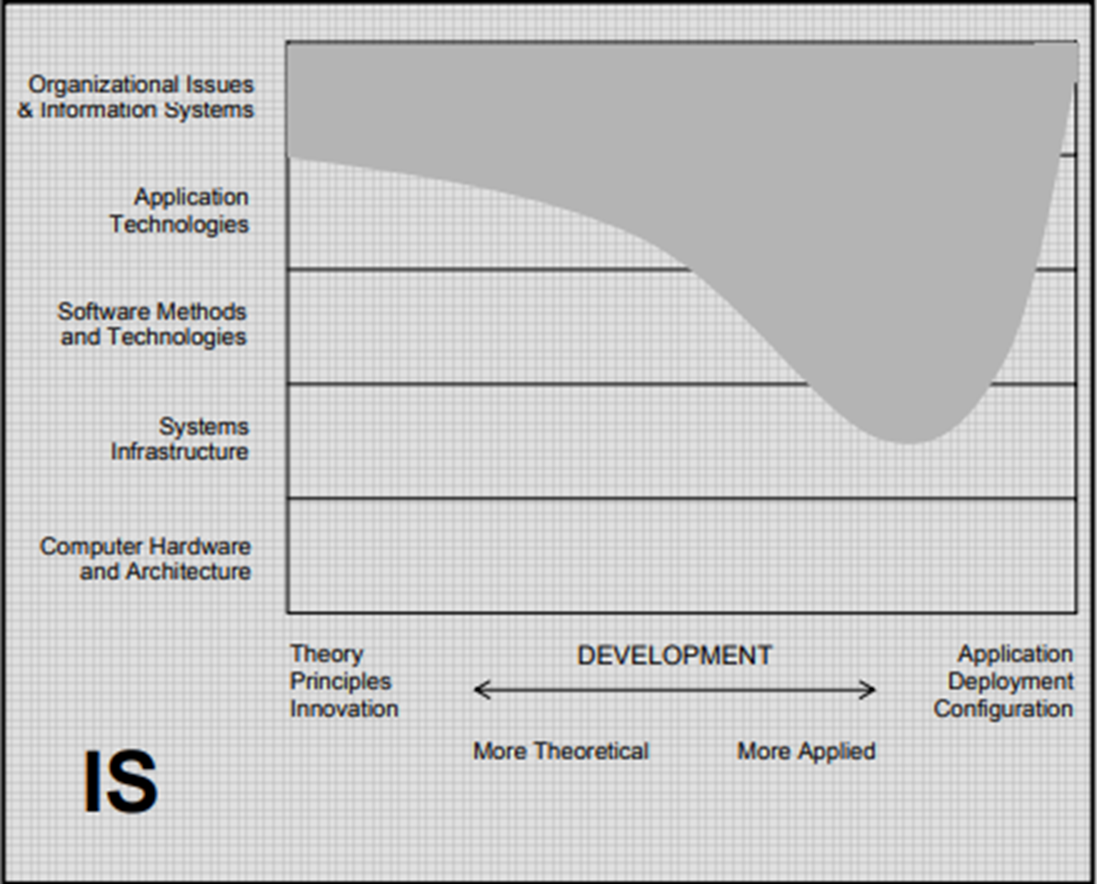 Organizational Issues
& Information Systems
Application
Technologies
Software Methods
and Technologies
Systems
Infrastructure
Computer Hardware
and Architecture
Theory
Principles
Innovation
DEVELOPMENT
Application
Deployment
Configuration
More Theoretical
More Applied
IS